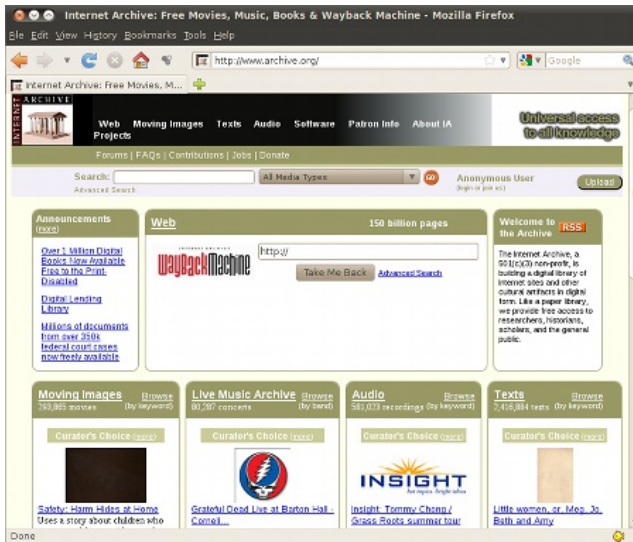 Internet Archive: Free Movies, Music, Books & Wayback Machine - Mozilla Firefox
File Edit View History Bookmarks Tools Help
http://www.archive.org/
Google
Internet Archive: Free Movies, M...
INTERNET ARCHIVE
Universal access to all knowledge
Web Moving Images Texts Audio Software Patron Info About IA
Projects
Forums | FAQs | Contributions | Jobs | Donate
Search: All Media Types GO Anonymous User (login or join us) Upload
Advanced Search
Announcements (more)
Over 1 Million Digital
Books Now Available
Free to the Print-
Disabled
Digital Lending
Library
Millions of documents
from over 350k
federal court cases
now freely available
Web 150 billion pages
INTERNET ARCHIVE
WayBackMachine
http://
Take Me Back Advanced Search
Welcome to
the Archive RSS
The Internet Archive, a
501(c)(3) non-profit, is
building a digital library of
Internet sites and other
cultural artifacts in digital
form. Like a paper library,
we provide free access to
researchers, historians,
scholars, and the general
public.
Moving Images Browse
movies (by keyword)
Curator's Choice (more)
Safety: Harm Hides at Home
Uses a story about children who
Live Music Archive Browse
concerts (by band)
Curator's Choice (more)
Grateful Dead Live at Barton Hall -
Cornell...
Audio Browse
recordings (by keyword)
Curator's Choice (more)
INSIGHT
Insight: Tommy Chong /
Grass Roots summer tour
Texts Browse
texts (by keyword)
Curator's Choice (more)
Little women, or, Meg, Jo,
Beth and Amy
Done